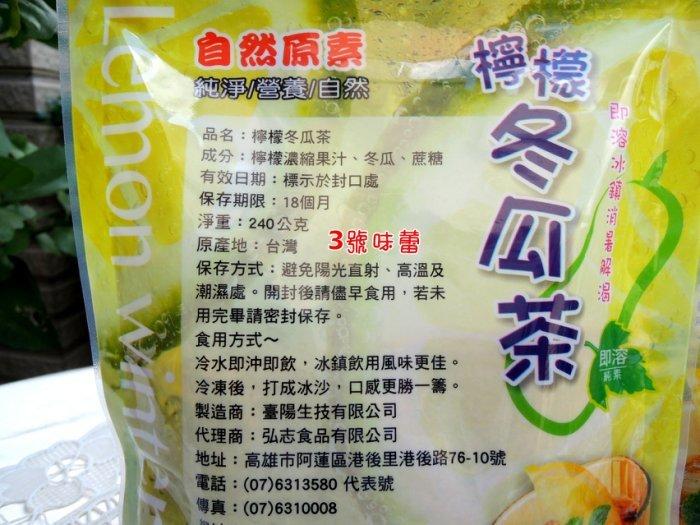 Lemon wint
自然原素
純淨/營養/自然
檸檬冬瓜茶
即溶冰鎮消暑解渴
即溶
純素
品名：檸檬冬瓜茶
成分：檸檬濃縮果汁、冬瓜、蔗糖
有效日期：標示於封口處
保存期限：18個月
淨重：240公克
原產地：台灣
3號味蕾
保存方式：避免陽光直射、高溫及
潮濕處。開封後請儘早食用，若未
用完畢請密封保存。
食用方式～
冷水即沖即飲，冰鎮飲用風味更佳。
冷凍後，打成冰沙，口感更勝一籌。
製造商：臺陽生技有限公司
代理商：弘志食品有限公司
地址：高雄市阿蓮區港後里港後路76-10號
電話：(07)6313580 代表號
傳真：(07)6310008